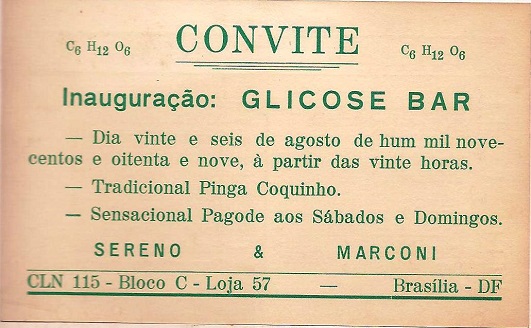 CONVITE
C6 H12 O6 C6 H12 O6
Inauguração: GLICOSE BAR
— Dia vinte e seis de agosto de hum mil nove-
centos e oitenta e nove, à partir das vinte horas.
— Tradicional Pinga Coquinho.
— Sensacional Pagode aos Sábados e Domingos.
SERENO & MARCONI
CLN 115 - Bloco C - Loja 57 — Brasília - DF